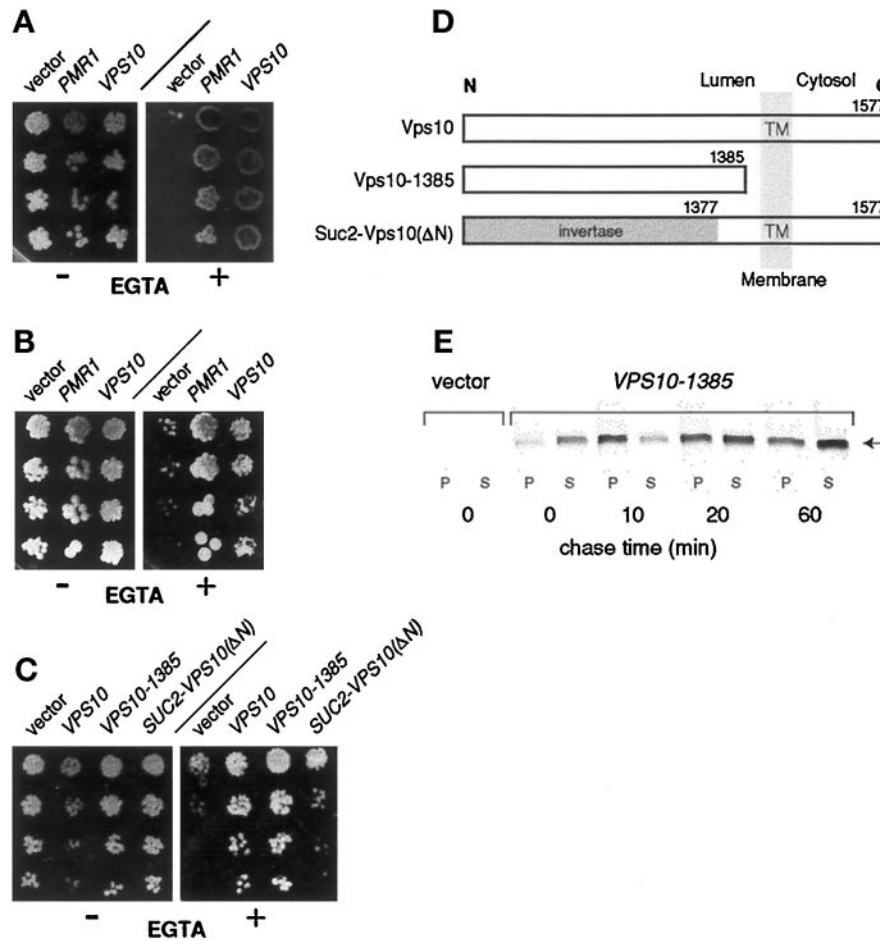 A
vector
PMR1
VPS10
vector
PMR1
VPS10
-
EGTA
+
B
vector
PMR1
VPS10
vector
PMR1
VPS10
-
EGTA
+
C
vector
VPS10
VPS10-1385
SUC2-VPS10(ΔN)
vector
VPS10
VPS10-1385
SUC2-VPS10(ΔN)
-
EGTA
+
D
N Lumen Cytosol
1577
Vps10 TM
1385
Vps10-1385
1377 1577
Suc2-Vps10(ΔN) invertase TM
Membrane
E
vector VPS10-1385
P S P S P S P S P S
0 0 10 20 60
chase time (min)